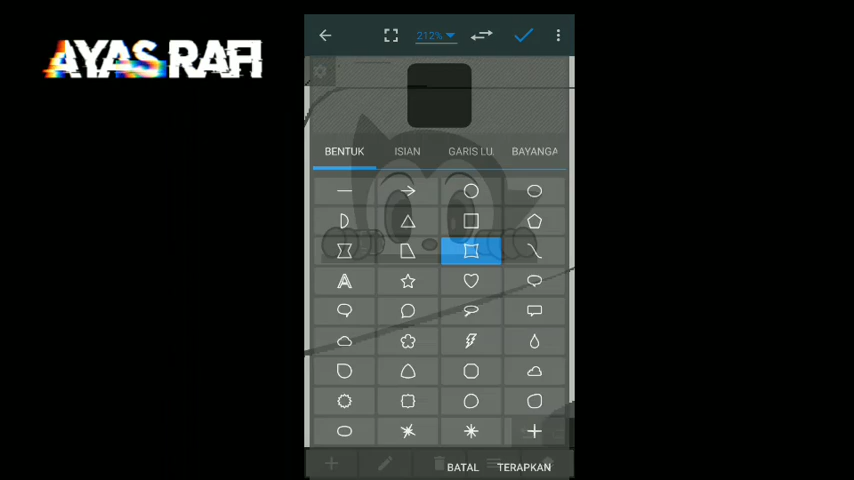 AYAS RAFI
212%
BENTUK ISIAN GARIS LU. BAYANGA
BATAL TERAPKAN